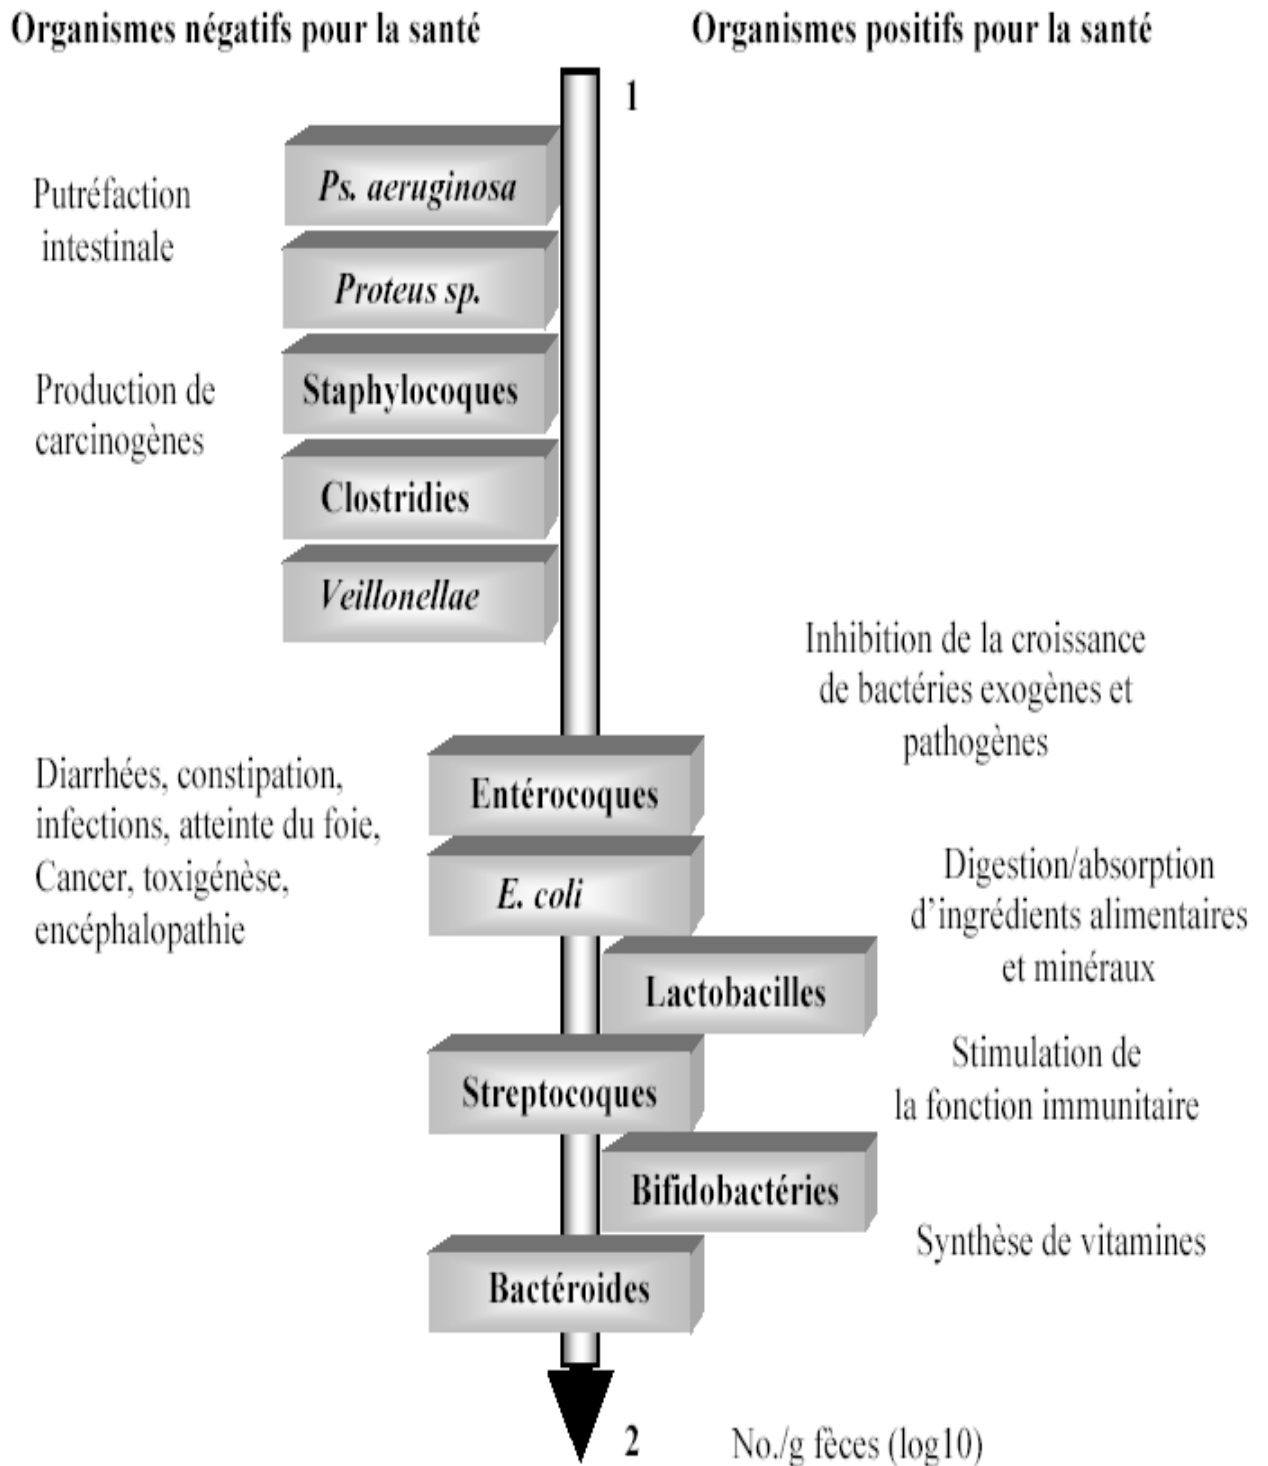 Organismes négatifs pour la santé
Organismes positifs pour la santé
1
Ps. aeruginosa
Putréfaction
intestinale
Proteus sp.
Staphylocoques
Production de
carcinogènes
Clostridies
Veillonellae
Inhibition de la croissance
de bactéries exogènes et
pathogènes
Entérocoques
Diarrhées, constipation,
infections, atteinte du foie,
Cancer, toxigénèse,
encéphalopathie
E. coli
Digestion/absorption
d'ingrédients alimentaires
et minéraux
Lactobacilles
Stimulation de
la fonction immunitaire
Streptocoques
Bifidobactéries
Synthèse de vitamines
Bactéroides
2
No./g fèces (log10)